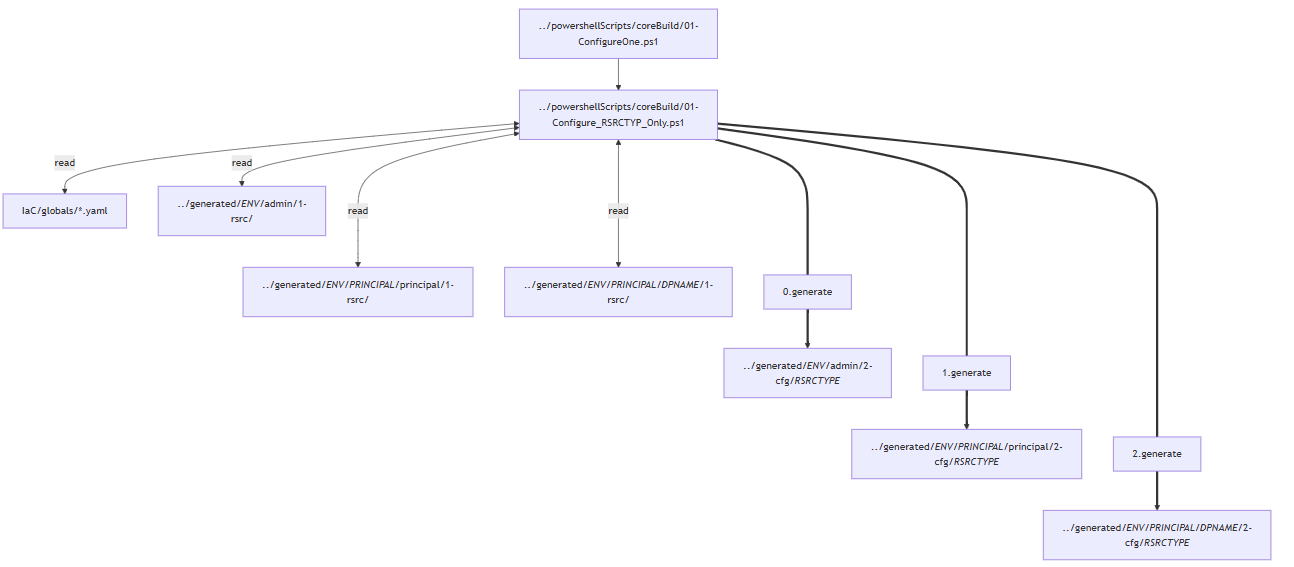 ../powershellScripts/coreBuild/01-
ConfigureOne.ps1
../powershellScripts/coreBuild/01-
Configure_RSRCTYP_Only.ps1
read
read
read
read
IaC/globals/*.yaml
../generated/ENV/admin/1-
rsrc/
../generated/ENV/PRINCIPAL/principal/1-
rsrc/
../generated/ENV/PRINCIPAL/DPNAME/1-
rsrc/
0.generate
../generated/ENV/admin/2-
cfg/RSRCTYPE
1.generate
../generated/ENV/PRINCIPAL/principal/2-
cfg/RSRCTYPE
2.generate
../generated/ENV/PRINCIPAL/DPNAME/2-
cfg/RSRCTYPE